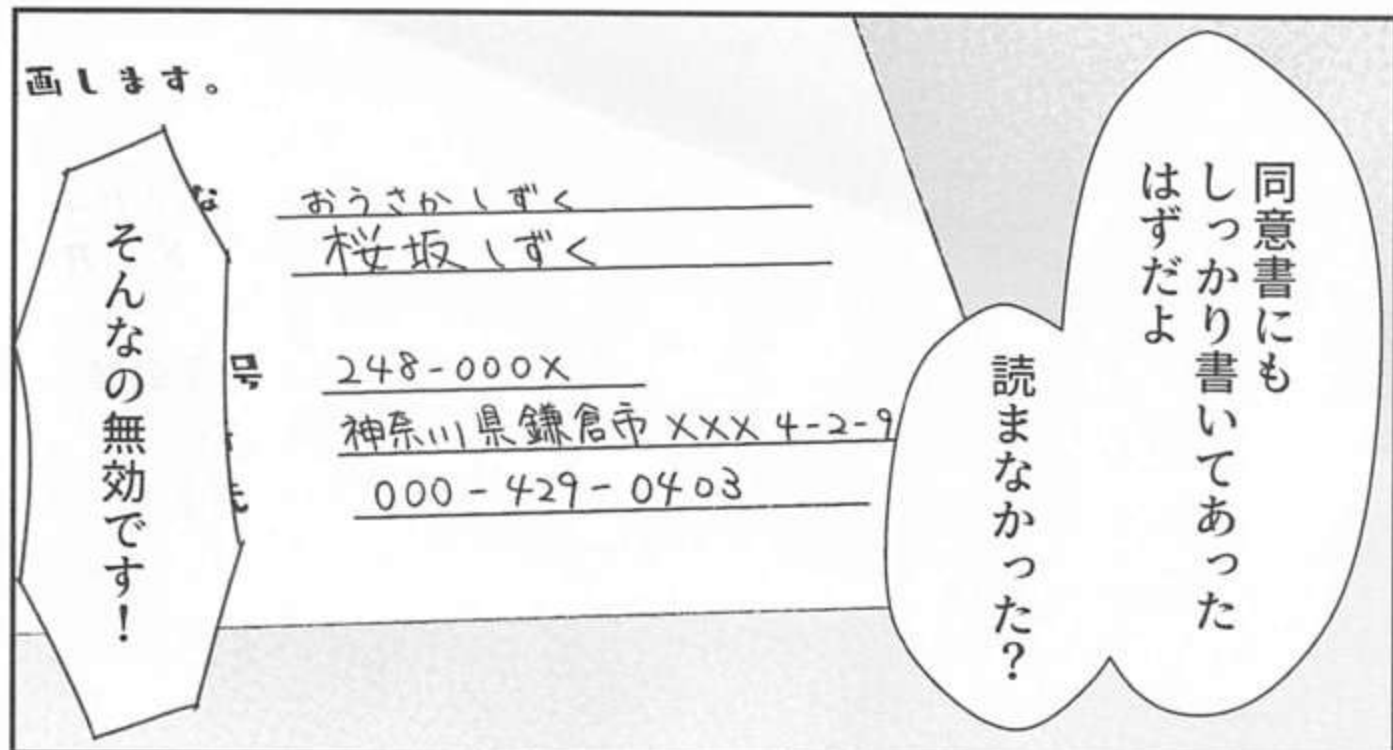 同意書にも
しっかり書いてあった
はずだよ
読まなかった?
画します。
な
おうさかしずく
桜坂しずく
号
248-000X
神奈川県鎌倉市 XXX 4-2-9
000-429-0403
そんなの無効です!